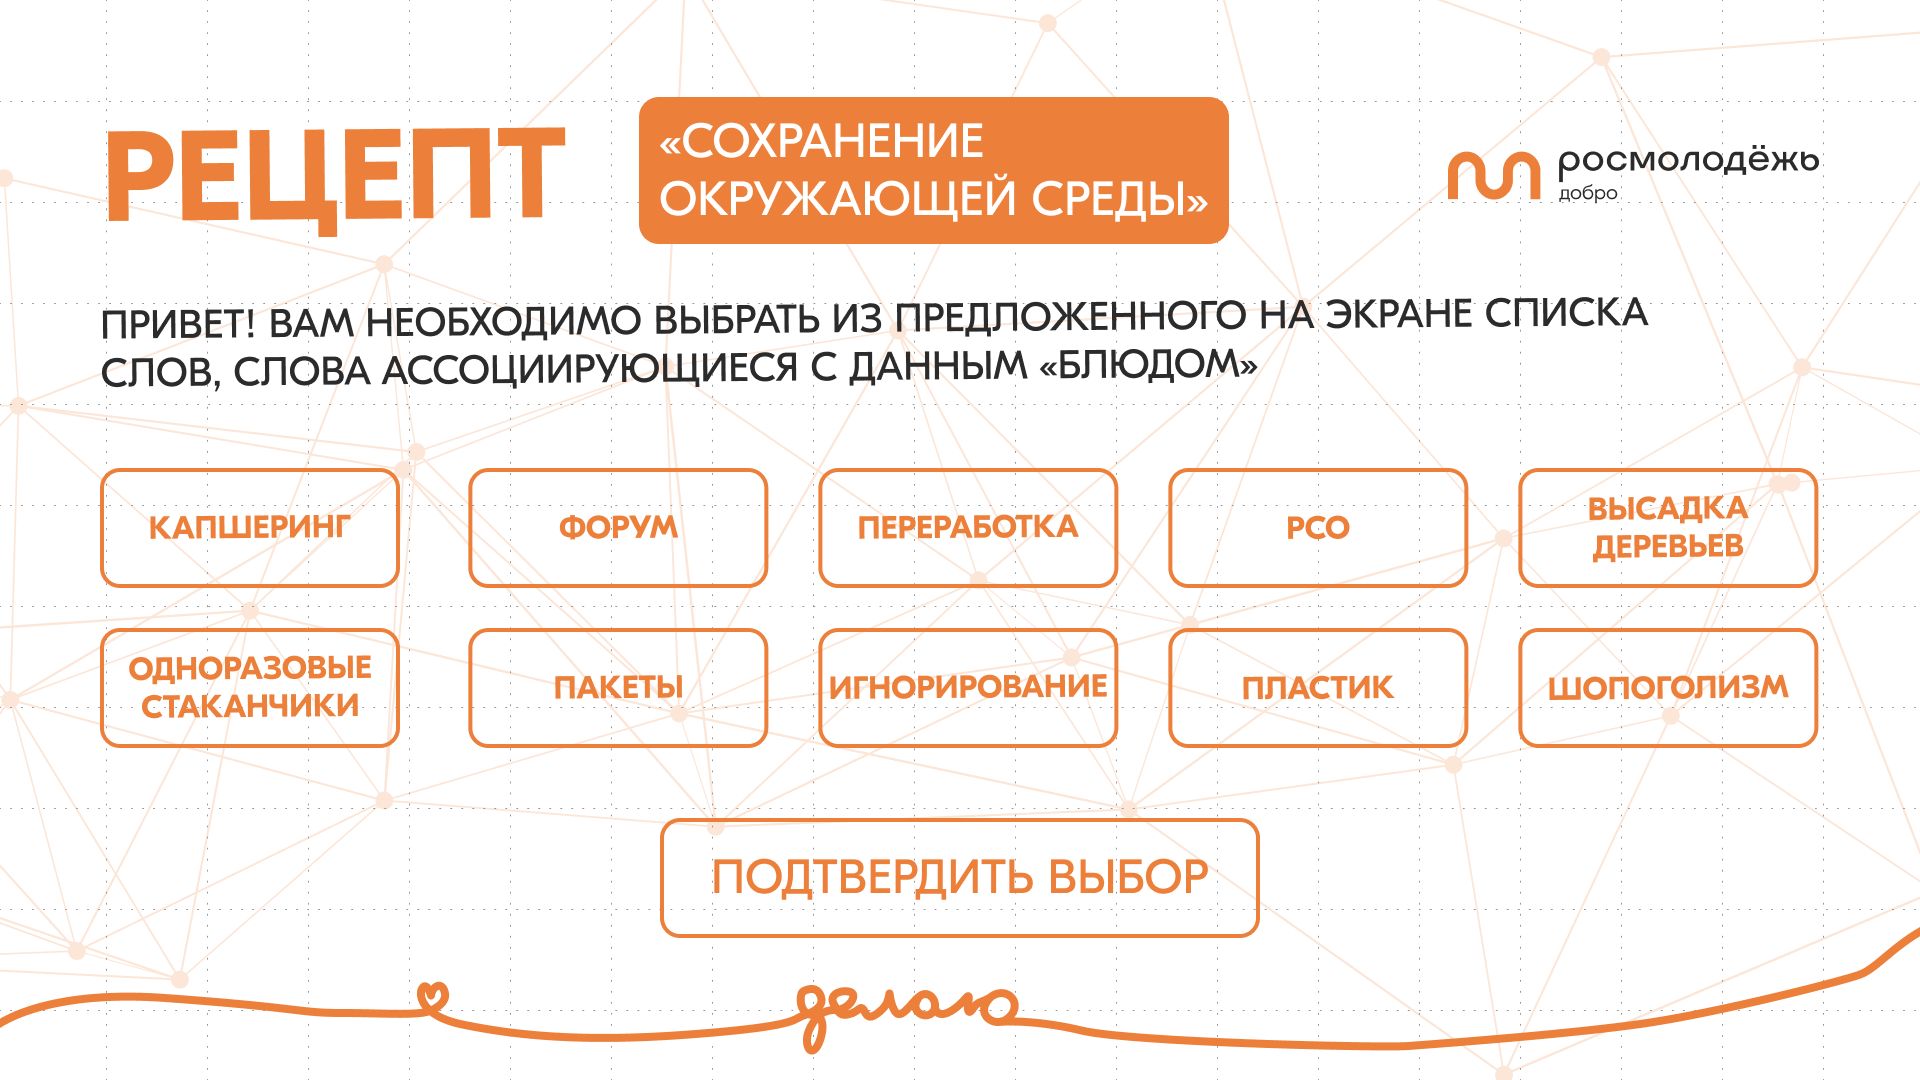 РЕЦЕПТ
«СОХРАНЕНИЕ
ОКРУЖАЮЩЕЙ СРЕДЫ»
росмолодёжь
добро
ПРИВЕТ! ВАМ НЕОБХОДИМО ВЫБРАТЬ ИЗ ПРЕДЛОЖЕННОГО НА ЭКРАНЕ СПИСКА
СЛОВ, СЛОВА АССОЦИИРУЮЩИЕСЯ С ДАННЫМ «БЛЮДОМ»
КАПШЕРИНГ
ФОРУМ
ПЕРЕРАБОТКА
РСО
ВЫСАДКА
ДЕРЕВЬЕВ
ОДНОРАЗОВЫЕ
СТАКАНЧИКИ
ПАКЕТЫ
ИГНОРИРОВАНИЕ
ПЛАСТИК
ШОПОГОЛИЗМ
ПОДТВЕРДИТЬ ВЫБОР
делаю